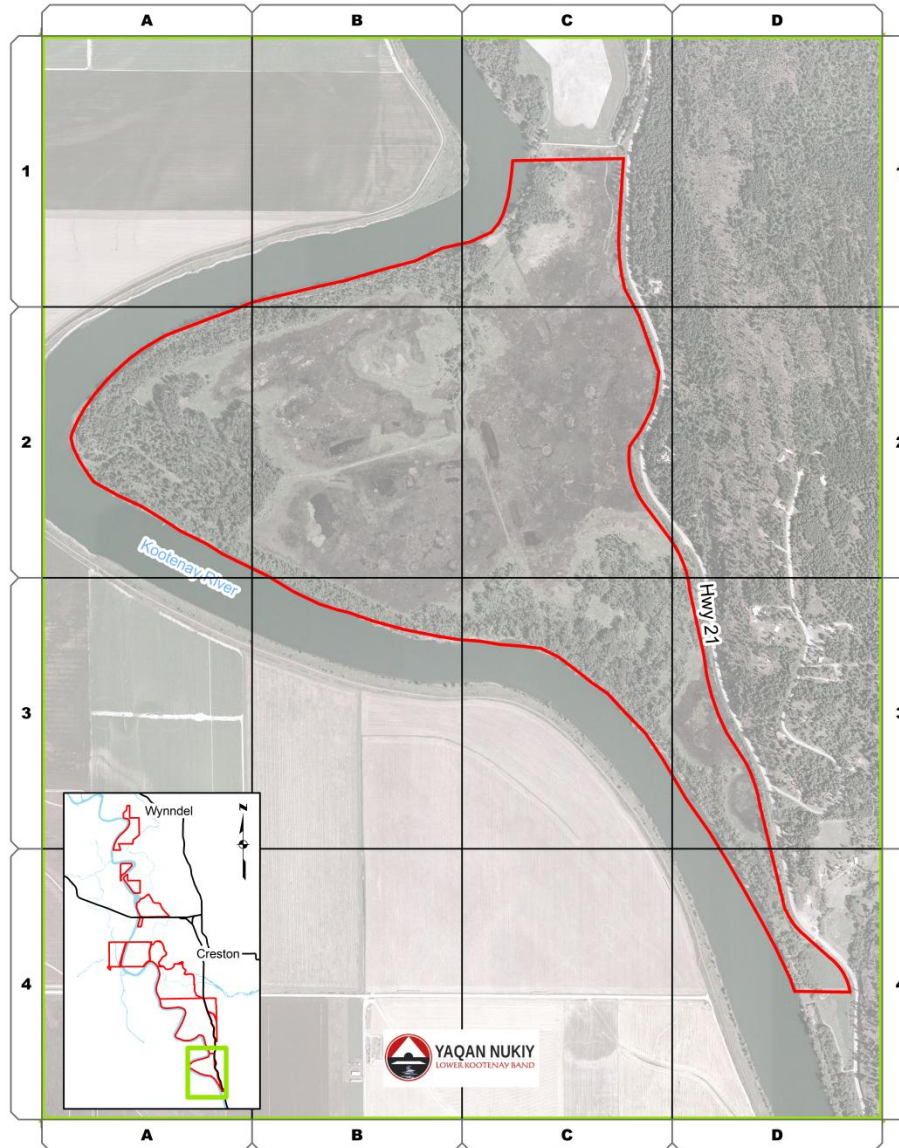 A B C D
1 1
2 2
Kootenay River
Hwy 21
3 3
Wynndel
N
Creston
4 4
YAQAN NUKIY
LOWER KOOTENAY BAND
A B C D